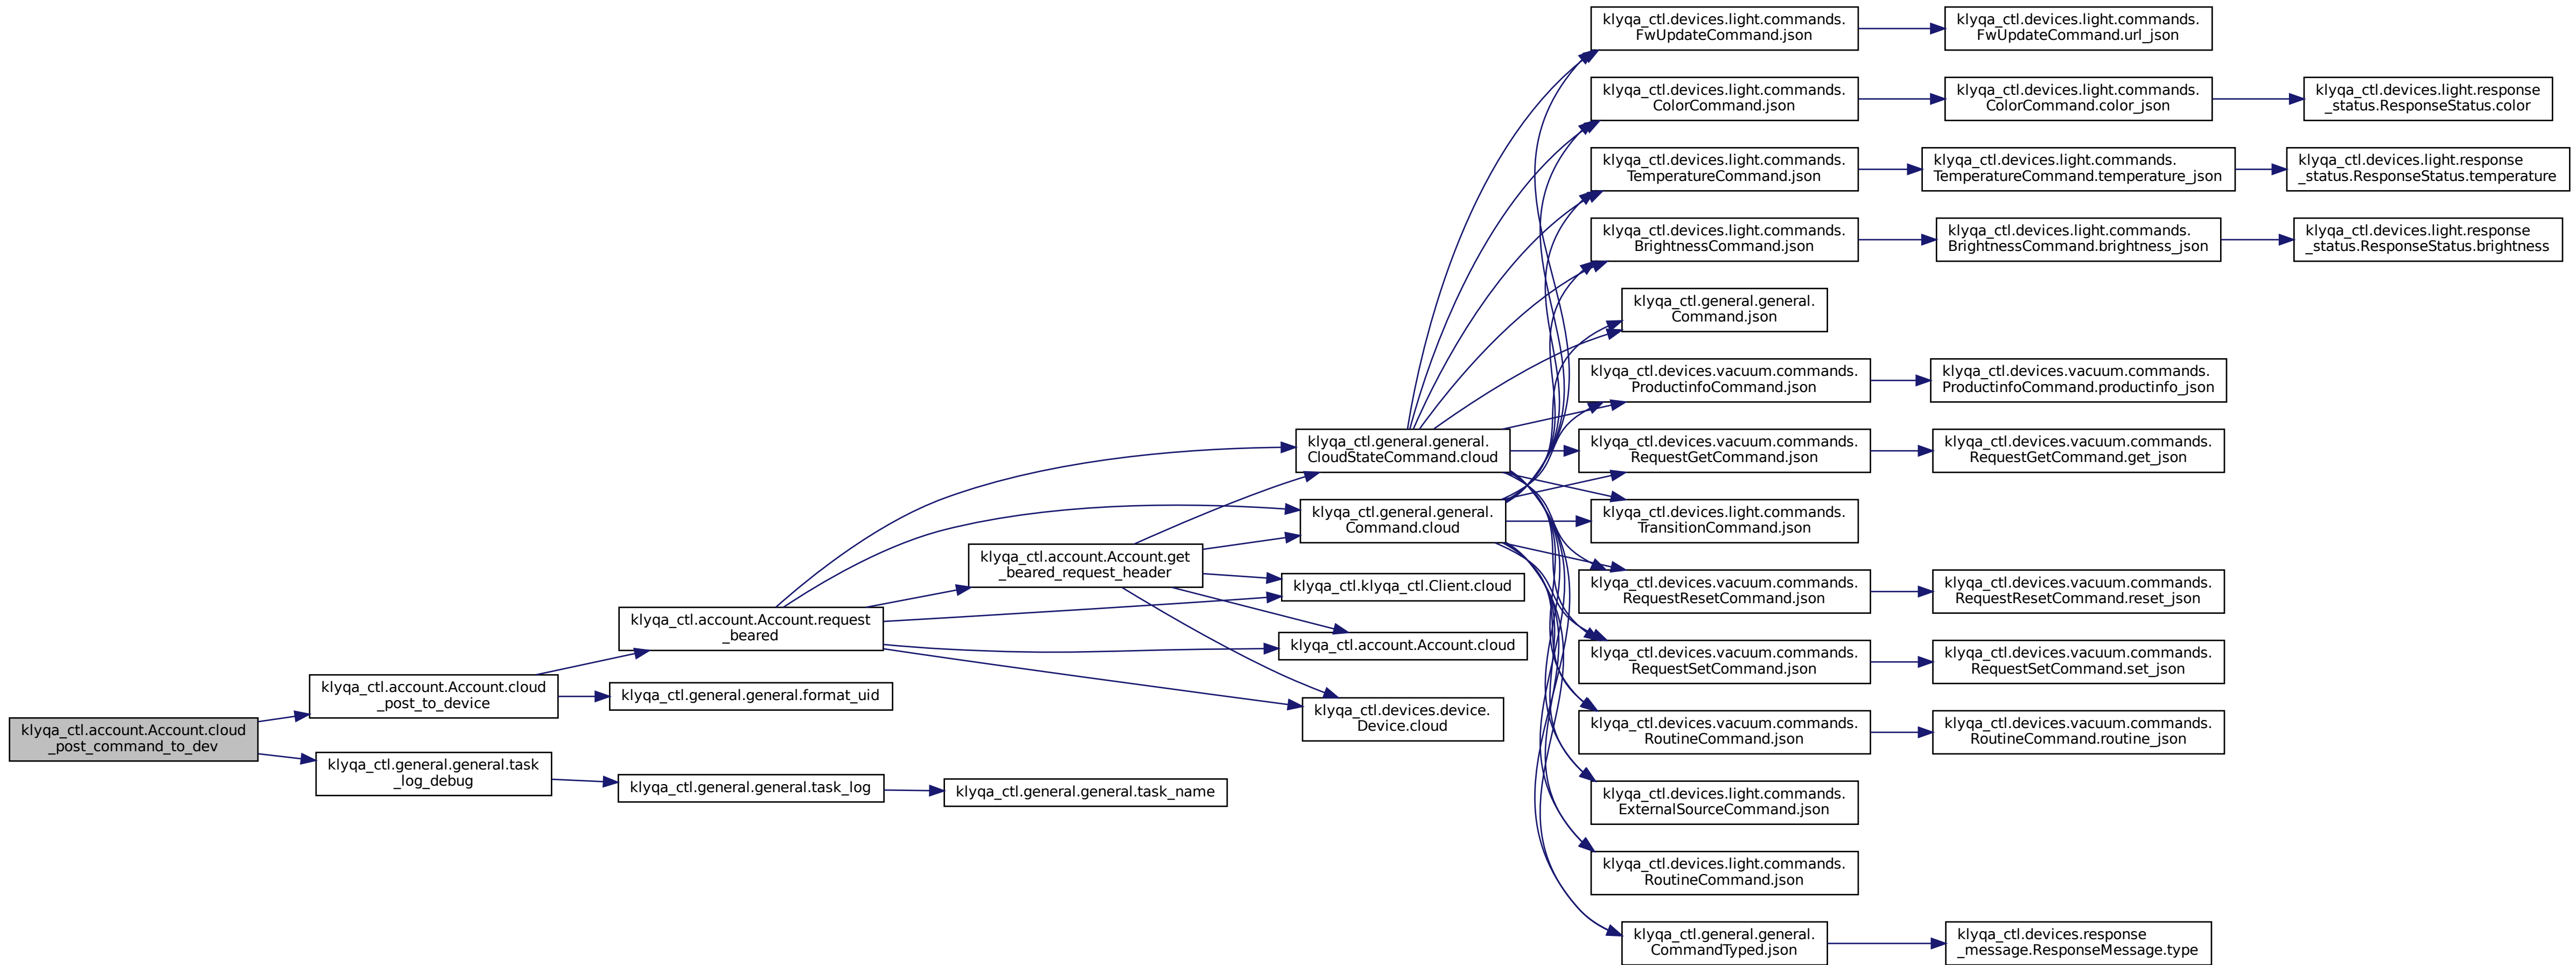 klyqa_ctl.account.Account.cloud
_post_command_to_dev
klyqa_ctl.account.Account.cloud
_post_to_device
klyqa_ctl.general.general.task
_log_debug
klyqa_ctl.account.Account.request
_beared
klyqa_ctl.general.general.format_uid
klyqa_ctl.general.general.task_log
klyqa_ctl.account.Account.get
_beared_request_header
klyqa_ctl.general.general.task_name
klyqa_ctl.general.general.
CloudStateCommand.cloud
klyqa_ctl.general.general.
Command.cloud
klyqa_ctl.klyqa_ctl.Client.cloud
klyqa_ctl.account.Account.cloud
klyqa_ctl.devices.device.
Device.cloud
klyqa_ctl.devices.light.commands.
FwUpdateCommand.json
klyqa_ctl.devices.light.commands.
ColorCommand.json
klyqa_ctl.devices.light.commands.
TemperatureCommand.json
klyqa_ctl.devices.light.commands.
BrightnessCommand.json
klyqa_ctl.general.general.
Command.json
klyqa_ctl.devices.vacuum.commands.
ProductinfoCommand.json
klyqa_ctl.devices.vacuum.commands.
RequestGetCommand.json
klyqa_ctl.devices.light.commands.
TransitionCommand.json
klyqa_ctl.devices.vacuum.commands.
RequestResetCommand.json
klyqa_ctl.devices.vacuum.commands.
RequestSetCommand.json
klyqa_ctl.devices.vacuum.commands.
RoutineCommand.json
klyqa_ctl.devices.light.commands.
ExternalSourceCommand.json
klyqa_ctl.devices.light.commands.
RoutineCommand.json
klyqa_ctl.general.general.
CommandTyped.json
klyqa_ctl.devices.light.commands.
FwUpdateCommand.url_json
klyqa_ctl.devices.light.commands.
ColorCommand.color_json
klyqa_ctl.devices.light.commands.
TemperatureCommand.temperature_json
klyqa_ctl.devices.light.commands.
BrightnessCommand.brightness_json
klyqa_ctl.devices.vacuum.commands.
ProductinfoCommand.productinfo_json
klyqa_ctl.devices.vacuum.commands.
RequestGetCommand.get_json
klyqa_ctl.devices.vacuum.commands.
RequestResetCommand.reset_json
klyqa_ctl.devices.vacuum.commands.
RequestSetCommand.set_json
klyqa_ctl.devices.vacuum.commands.
RoutineCommand.routine_json
klyqa_ctl.devices.response
_message.ResponseMessage.type
klyqa_ctl.devices.light.response
_status.ResponseStatus.color
klyqa_ctl.devices.light.response
_status.ResponseStatus.temperature
klyqa_ctl.devices.light.response
_status.ResponseStatus.brightness